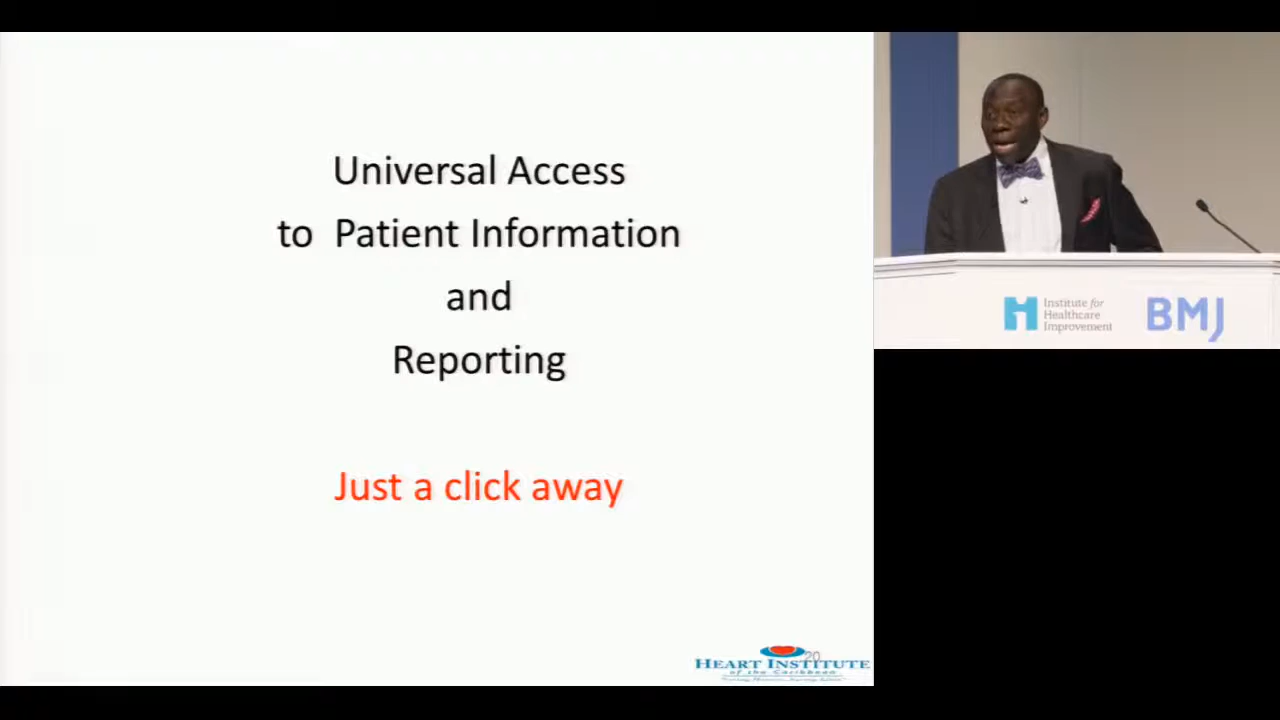 Universal Access
to Patient Information
and
Reporting
Just a click away
20
HEART INSTITUTE
of the Caribbean
Institute for
Healthcare
Improvement
BMJ